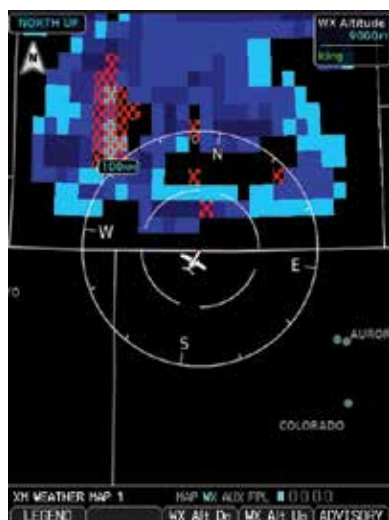 NORTH UP
WX Altitude
9000FT
Icing
N
100NM
N
W
E
S
AUROR
COLORADO
XM WEATHER MAP 1 MAP WX AUX FPL
LEGEND WX Alt Dn WX Alt Up ADVISORY